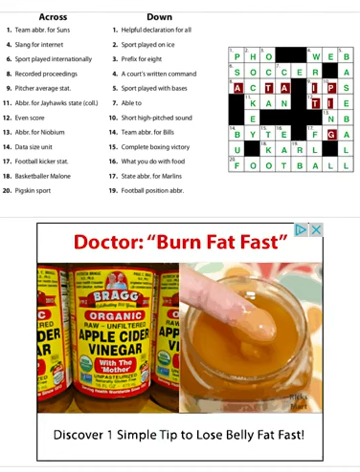 Across
1. Team abbr. for Suns
4. Slang for internet
6. Sport played internationally
8. Recorded proceedings
9. Pitcher average stat.
11. Abbr. for Jayhawks state (coll.)
12. Even score
13. Abbr. for Niobium
14. Data size unit
17. Football kicker stat.
18. Basketballer Malone
20. Pigskin sport
Down
1. Helpful declaration for all
2. Sport played on ice
3. Prefix for eight
4. A court's written command
5. Sport played with bases
7. Able to
10. Short high-pitched sound
14. Team abbr. for Bills
15. Complete boxing victory
16. What you do with food
17. State abbr. for Marlins
19. Football position abbr.
P H O W E B
S O C C E R A
A C T A I P S
K A N T I E
E N B
B Y T E F G A
U K A R L L
F O O T B A L L
Doctor: "Burn Fat Fast"
BRAGG
ORGANIC
RAW - UNFILTERED
APPLE CIDER
VINEGAR
With The
'Mother'
UNPASTEURIZED
Discover 1 Simple Tip to Lose Belly Fat Fast!